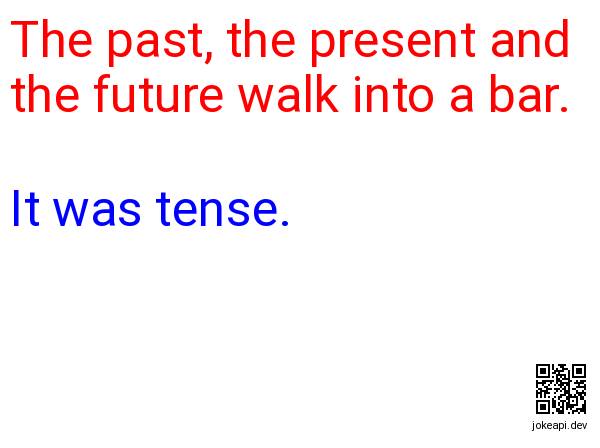 The past, the present and
the future walk into a bar.
It was tense.
jokeapi.dev